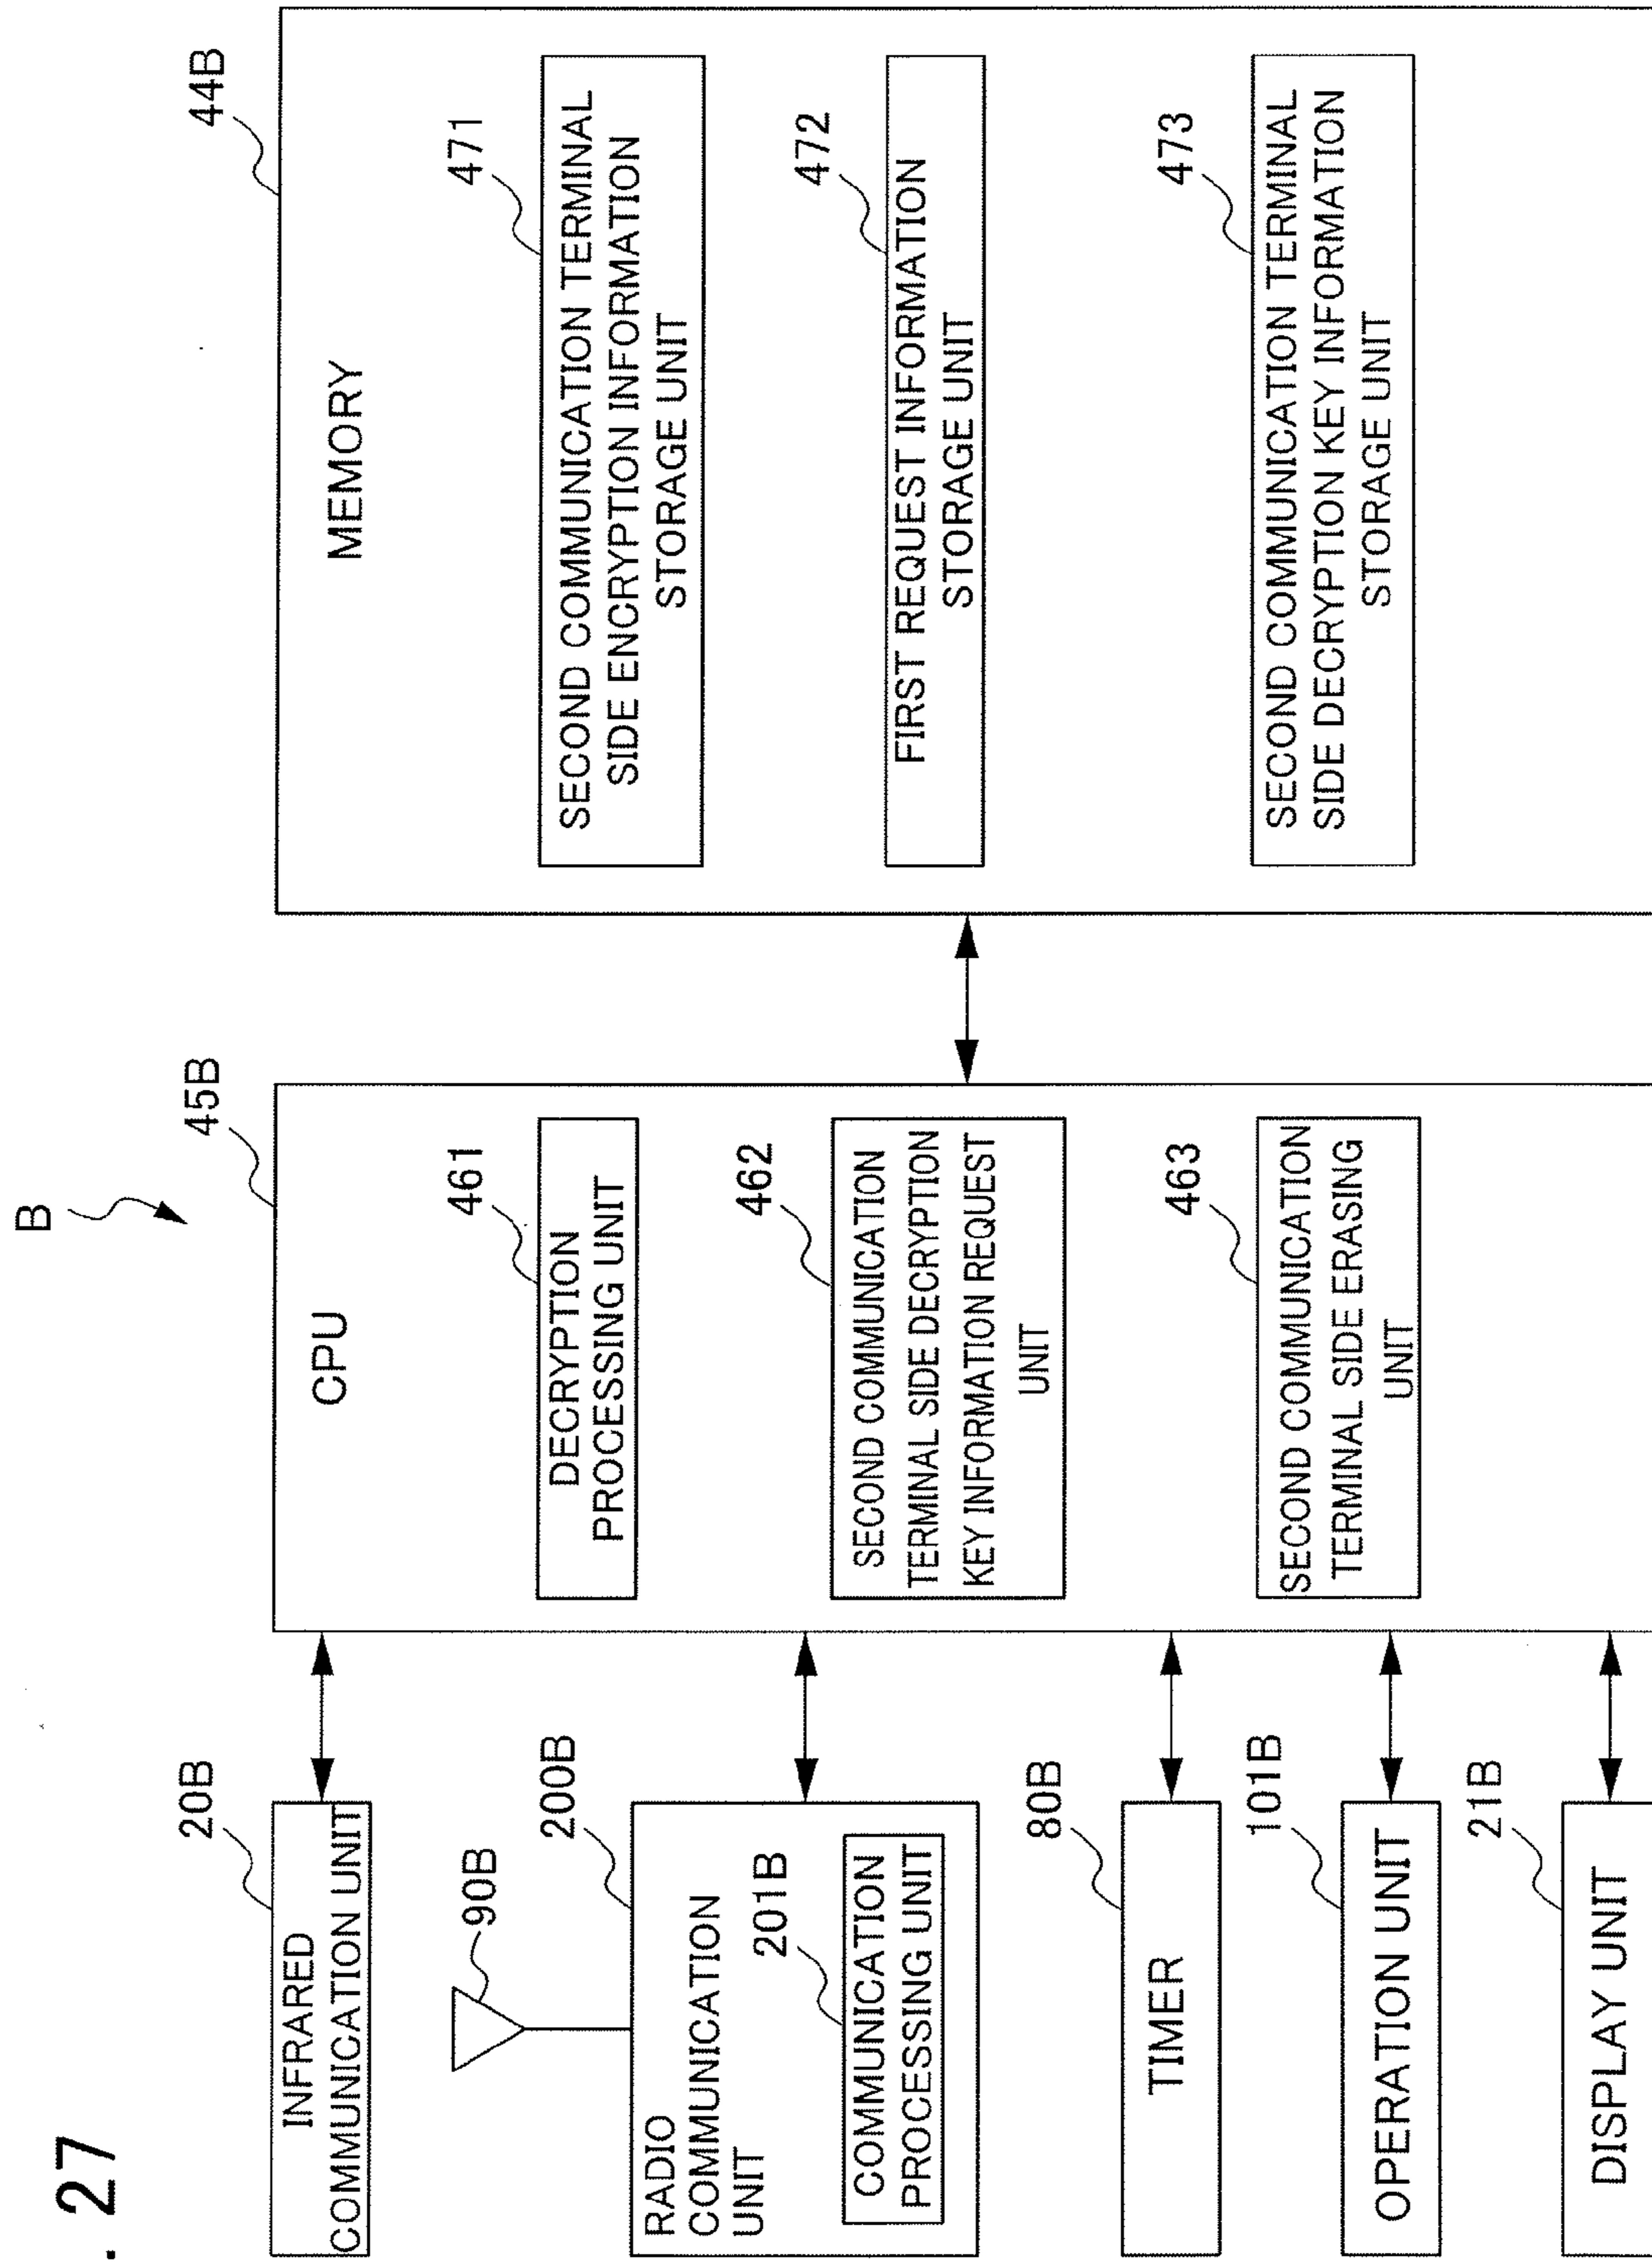 . 27
B
20B
INFRARED
COMMUNICATION UNIT
90B
200B
RADIO
COMMUNICATION
UNIT
201B
COMMUNICATION
PROCESSING UNIT
80B
TIMER
101B
OPERATION UNIT
21B
DISPLAY UNIT
45B
CPU
461
DECRYPTION
PROCESSING UNIT
462
SECOND COMMUNICATION
TERMINAL SIDE DECRYPTION
KEY INFORMATION REQUEST
UNIT
463
SECOND COMMUNICATION
TERMINAL SIDE ERASING
UNIT
44B
MEMORY
471
SECOND COMMUNICATION TERMINAL
SIDE ENCRYPTION INFORMATION
STORAGE UNIT
472
FIRST REQUEST INFORMATION
STORAGE UNIT
473
SECOND COMMUNICATION TERMINAL
SIDE DECRYPTION KEY INFORMATION
STORAGE UNIT